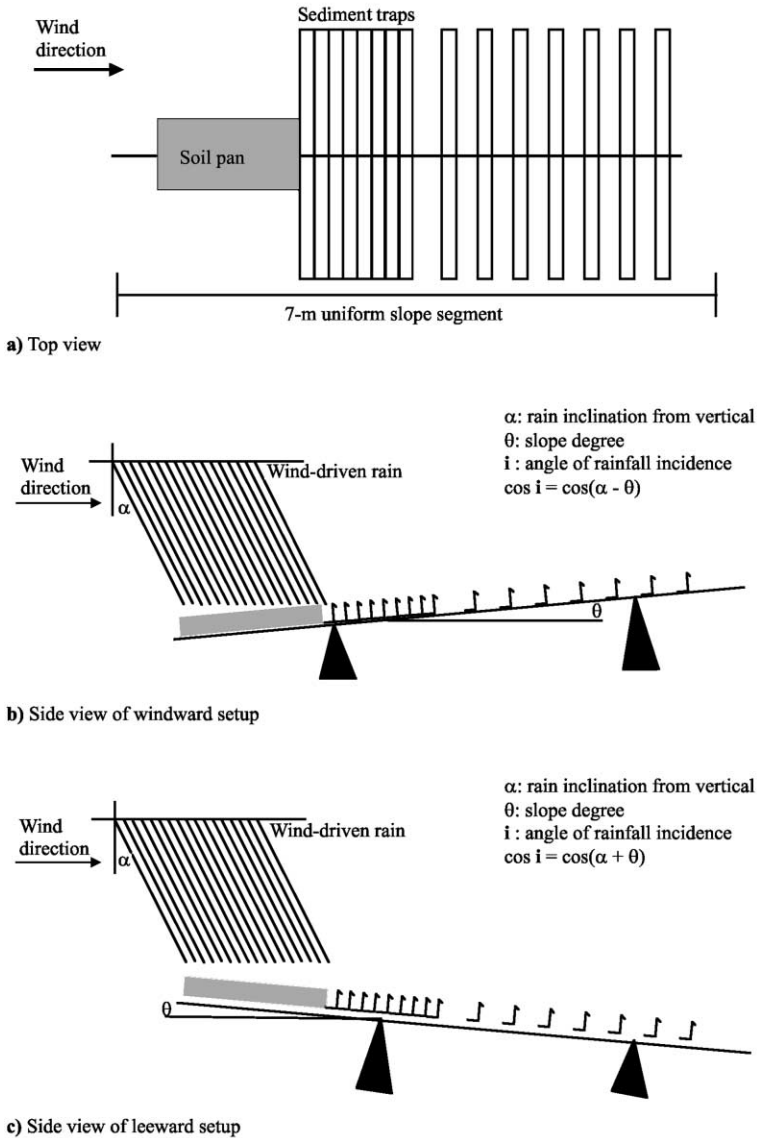 Sediment traps
Wind
direction
Soil pan
7-m uniform slope segment
a) Top view
α: rain inclination from vertical
θ: slope degree
i : angle of rainfall incidence
cos i = cos(α - θ)
Wind
direction
Wind-driven rain
α
θ
b) Side view of windward setup
α: rain inclination from vertical
θ: slope degree
i : angle of rainfall incidence
cos i = cos(α + θ)
Wind
direction
Wind-driven rain
α
θ
c) Side view of leeward setup